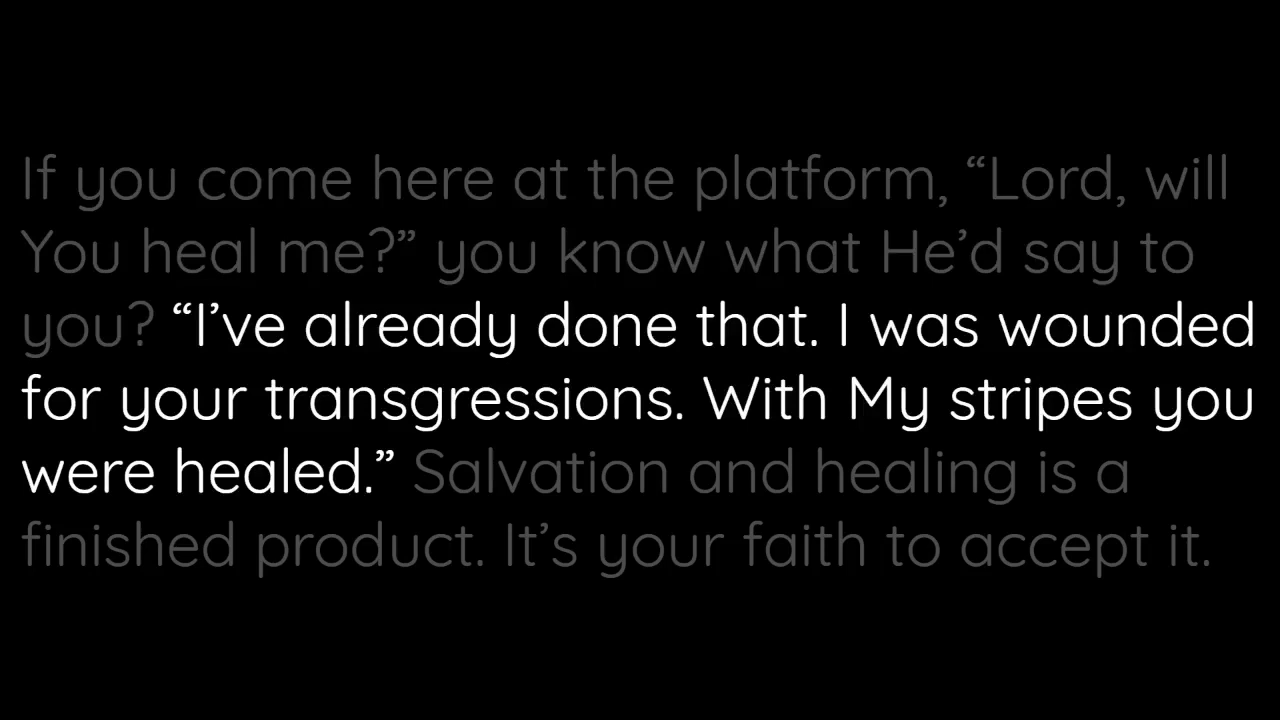 If you come here at the platform, “Lord, will
You heal me?” you know what He’d say to
you? “I’ve already done that. I was wounded
for your transgressions. With My stripes you
were healed.” Salvation and healing is a
finished product. It’s your faith to accept it.